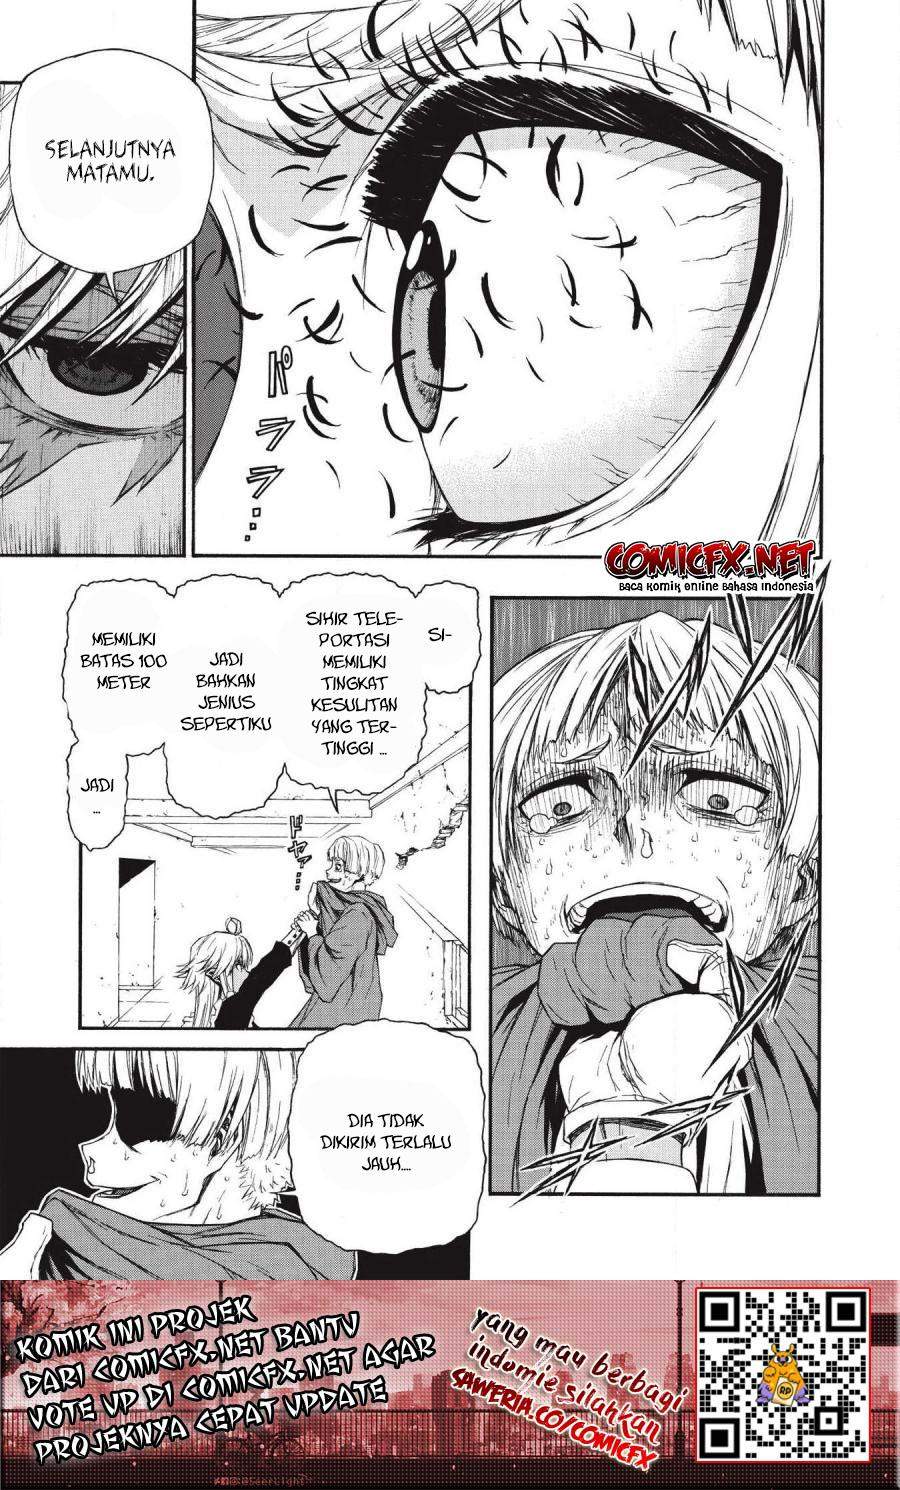 SELANJUTNYA
MATAMU.
パ
ラ
ラ
...
COMICFX.NET
Baca Komik Online Bahasa Indonesia
SI-
SIHIR TELE-
PORTASI
MEMILIKI
TINGKAT
KESULITAN
YANG TER-
TINGGI ...
JADI
BAHKAN
JENIUS
SEPERTIKU
MEMILIKI
BATAS 100
METER
JADI
...
ドサァ...
DIA TIDAK
DIKIRIM TERLALU
JAUH....
KOMIK INI PROJEK
DARI COMICFX.NET BANTU
VOTE UP DI COMICFX.NET AGAR
PROJEKNYA CEPAT UPDATE
yang mau berbagi
indomie silahkan
SAWERIA.CO/COMICFX
RP